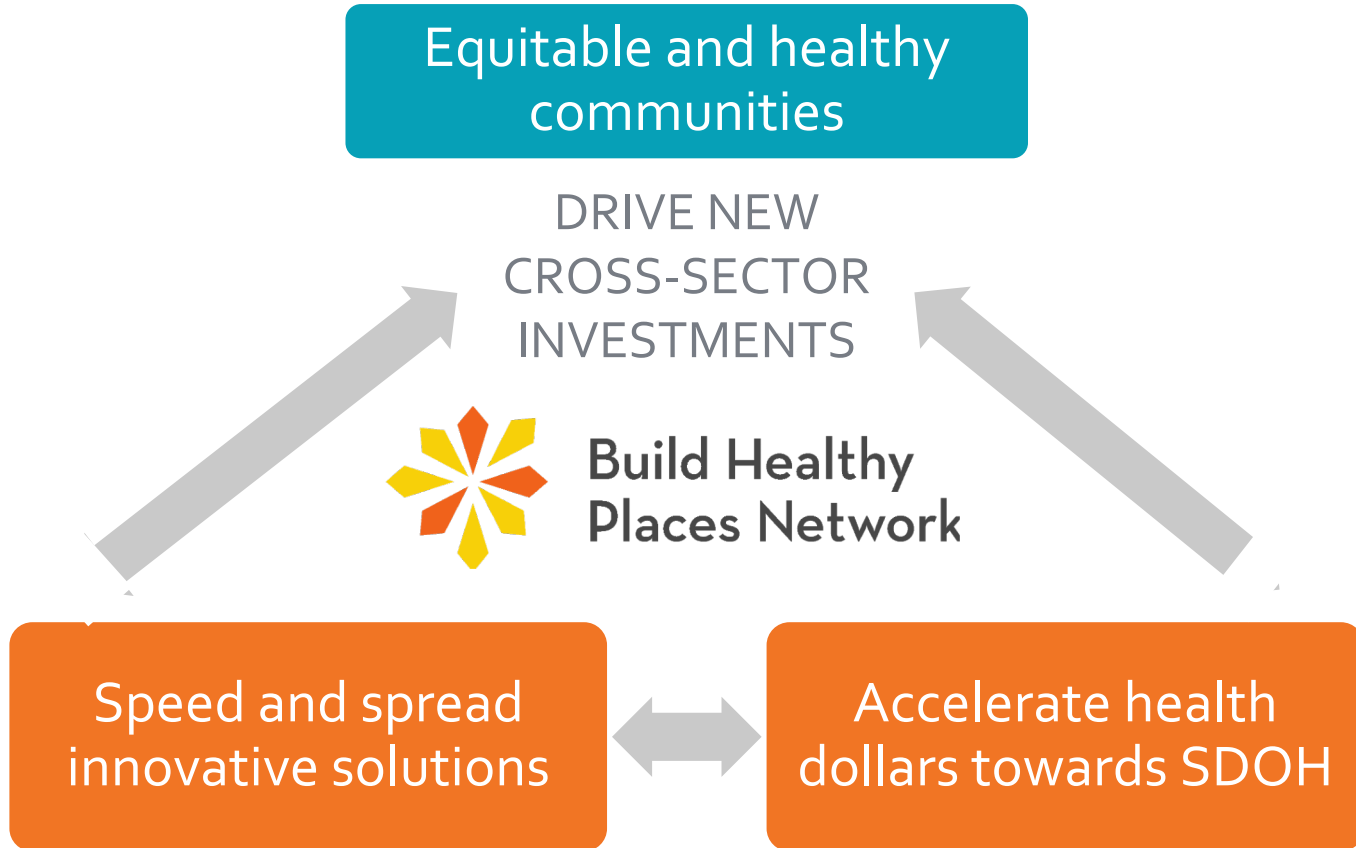 Equitable and healthy
communities
DRIVE NEW
CROSS-SECTOR
INVESTMENTS
Build Healthy
Places Network
Speed and spread
innovative solutions
Accelerate health
dollars towards SDOH